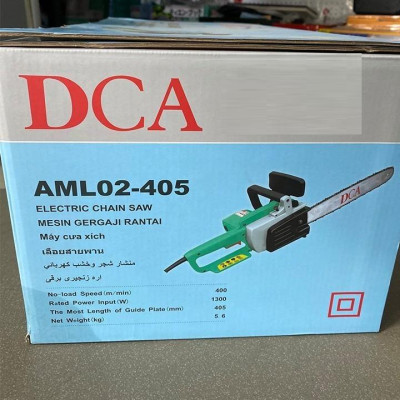 DCA
AML02-405
ELECTRIC CHAIN SAW
MESIN GERGAJI RANTAI
Máy cưa xích
เลื่อยสายพาน
منشار شجر وخشب كهربائي
اره زنجیری برقی
DCA
No-load Speed (m/min) 400
Rated Power Input (W) 1300
The Most Length of Guide Plate (mm) 405
Net Weight (kg) 5.6